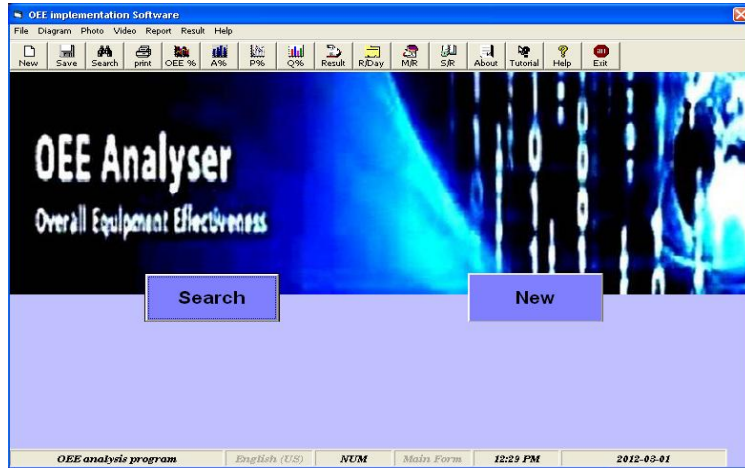 OEE implementation Software
File Diagram Photo Video Report Result Help
New Save Search print OEE % A% P% Q% Result R/Day M/R S/R About Tutorial Help Exit
OEE Analyser
Overall Equipment Effectiveness
Search New
OEE analysis program English (US) NUM Main Form 12:29 PM 2012-03-01